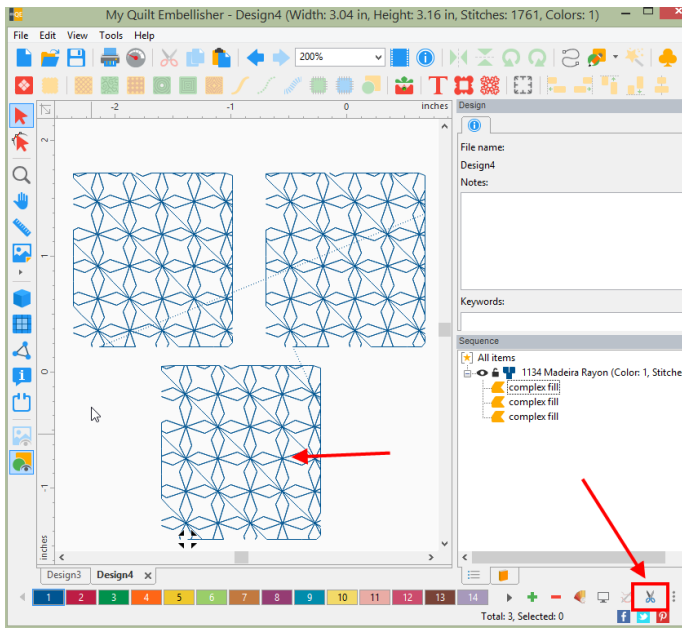 QE
My Quilt Embellisher - Design4 (Width: 3.04 in, Height: 3.16 in, Stitches: 1761, Colors: 1)
File Edit View Tools Help
200%
T
-2 -1 0 inches
2
1
0
-1
inches
Design
File name:
Design4
Notes:
Keywords:
Sequence
All items
1134 Madeira Rayon (Color: 1, Stitche
complex fill
complex fill
complex fill
Design3 Design4 x
1 2 3 4 5 6 7 8 9 10 11 12 13 14
Total: 3, Selected: 0